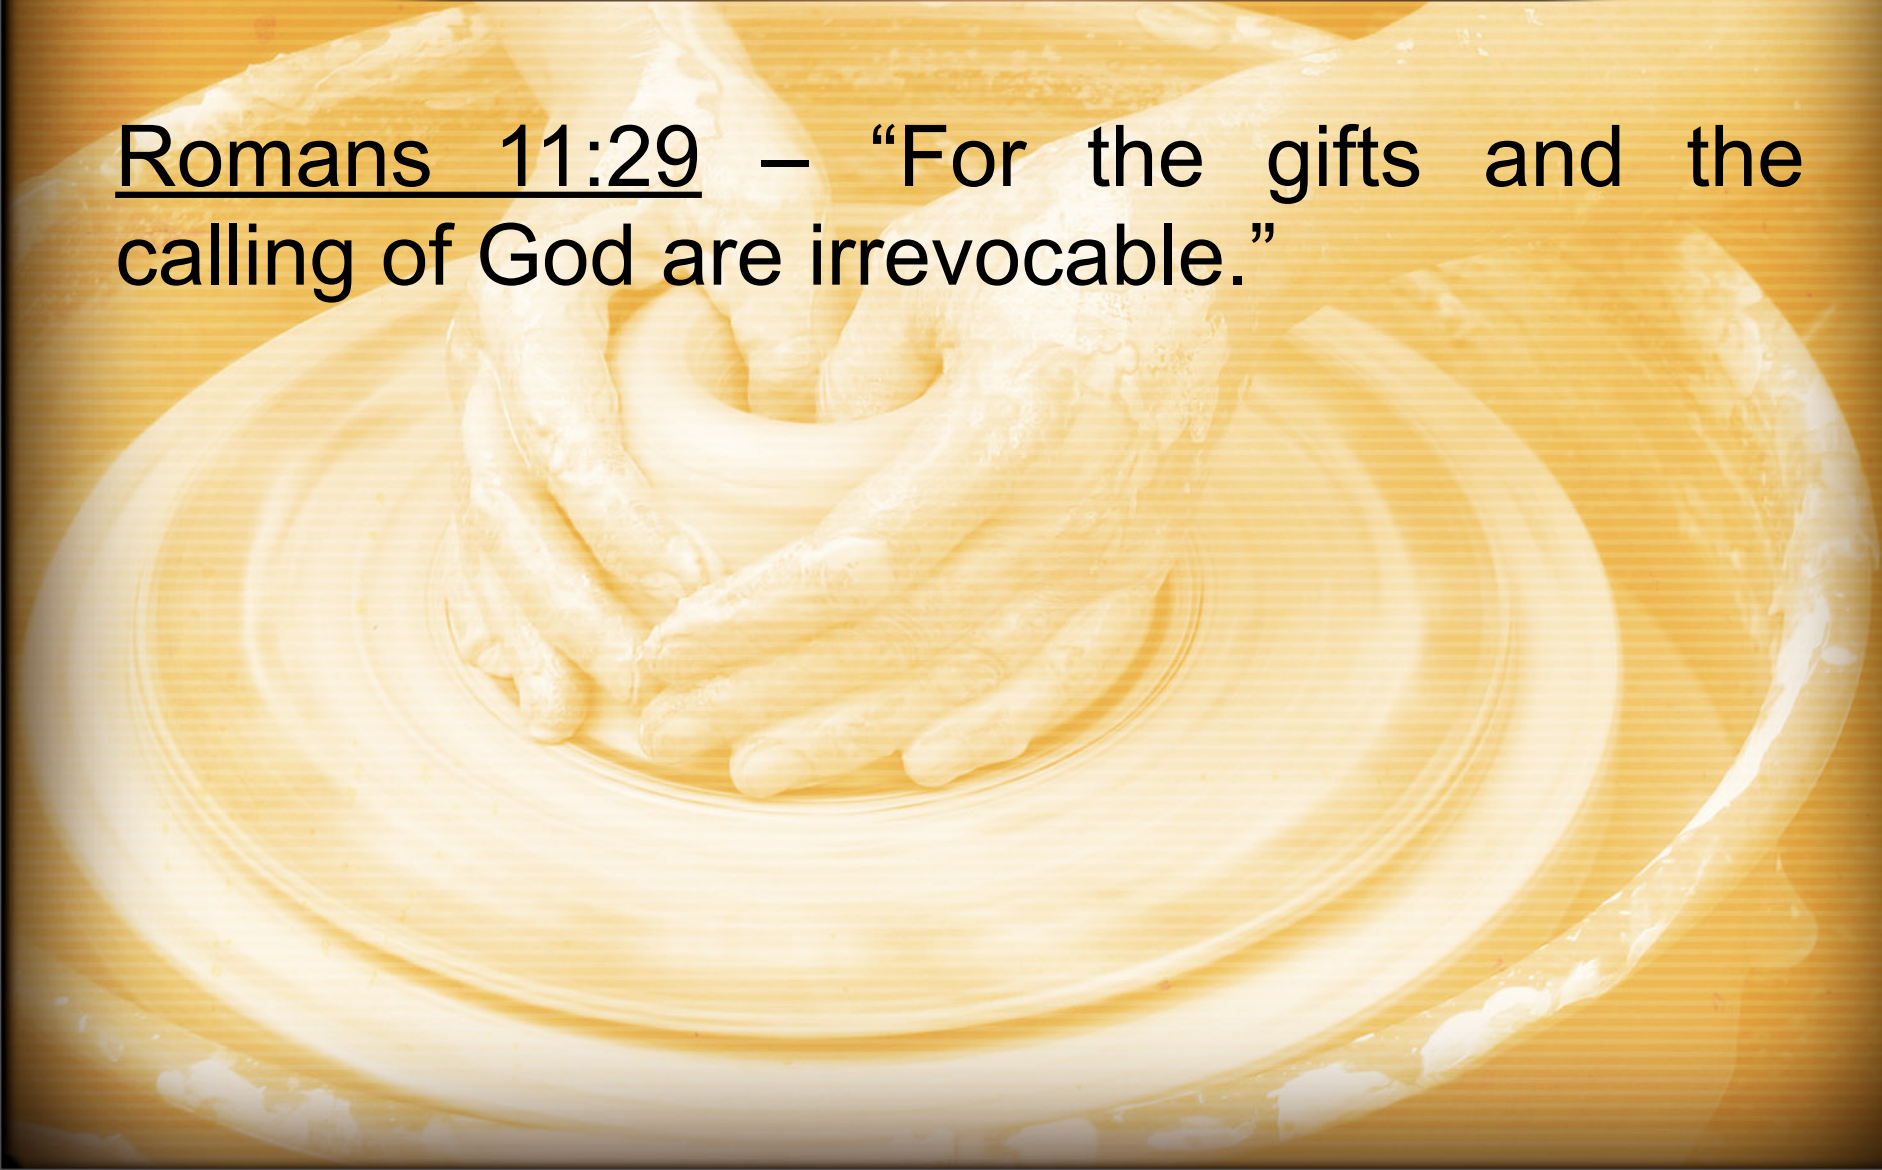 Romans 11:29 – “For the gifts and the
calling of God are irrevocable.”